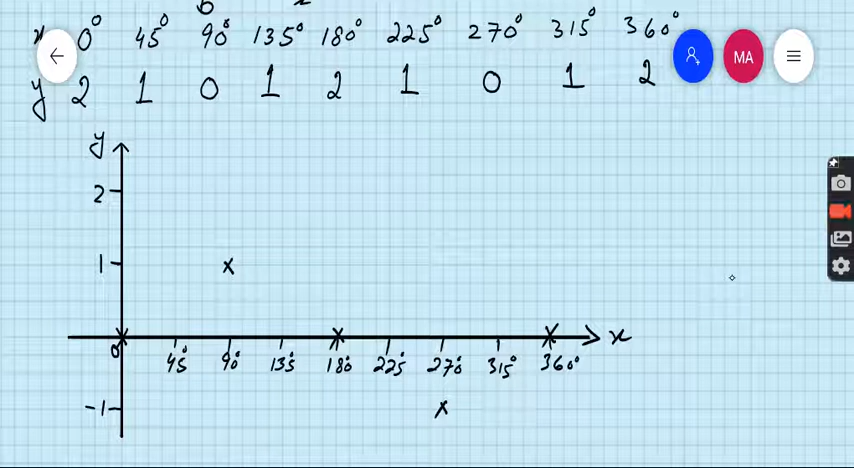 x 0° 45° 90° 135° 180° 225° 270° 315° 360°
y 2 1 0 1 2 1 0 1 2
MA
y
2
1
0 45° 90° 135° 180° 225° 270° 315° 360° x
-1